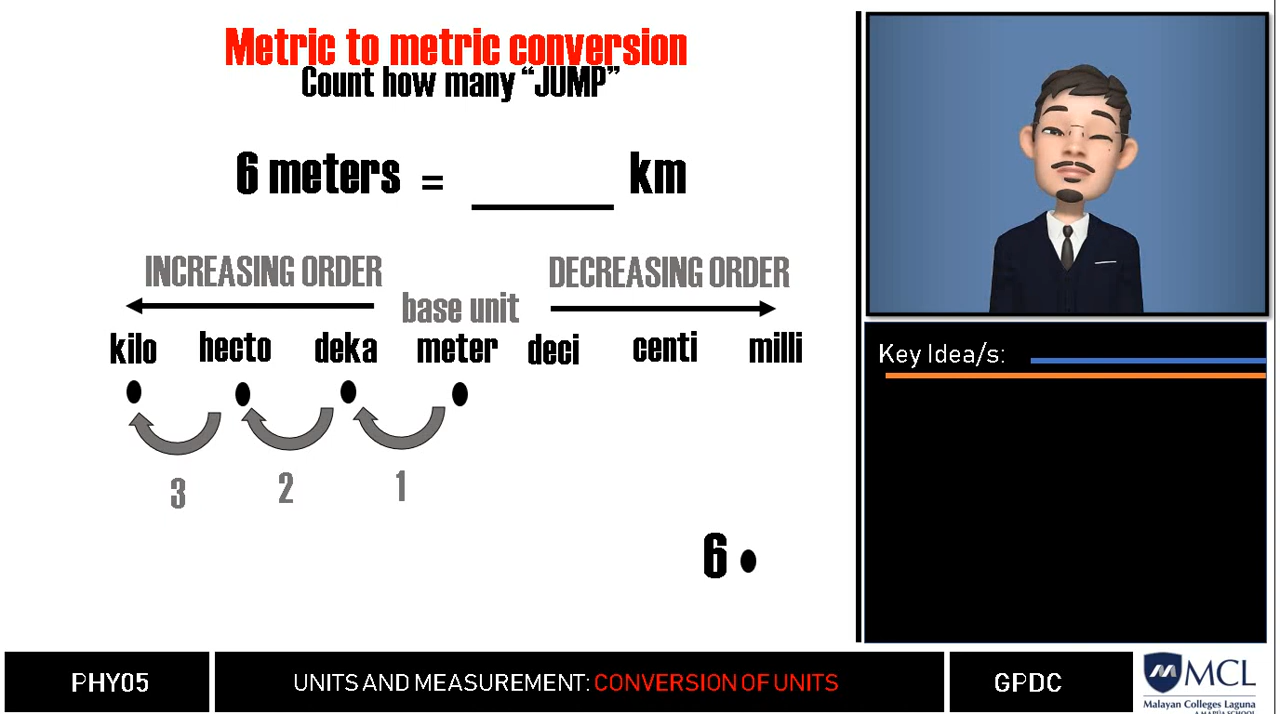 Metric to metric conversion
Count how many “JUMP”
6 meters = ______ km
INCREASING ORDER
DECREASING ORDER
base unit
kilo hecto deka meter deci centi milli
3 2 1
6 •
Key Idea/s:
PHY05
UNITS AND MEASUREMENT: CONVERSION OF UNITS
GPDC
MCL
Malayan Colleges Laguna
A MAPÚA SCHOOL